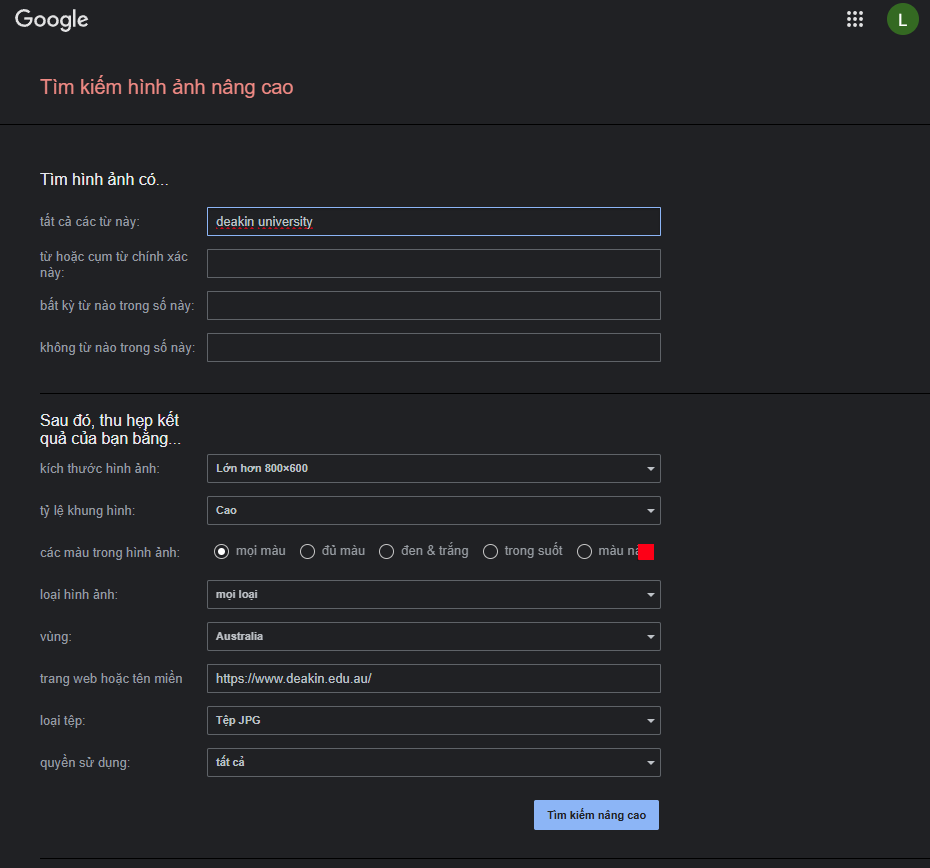 Google
L
Tìm kiếm hình ảnh nâng cao
Tìm hình ảnh có...
tất cả các từ này:
deakin university
từ hoặc cụm từ chính xác
này:
bất kỳ từ nào trong số này:
không từ nào trong số này:
Sau đó, thu hẹp kết
quả của bạn bằng...
kích thước hình ảnh:
Lớn hơn 800×600
tỷ lệ khung hình:
Cao
các màu trong hình ảnh:
mọi màu đủ màu đen & trắng trong suốt màu
loại hình ảnh:
mọi loại
vùng:
Australia
trang web hoặc tên miền
https://www.deakin.edu.au/
loại tệp:
Tệp JPG
quyền sử dụng:
tất cả
Tìm kiếm nâng cao